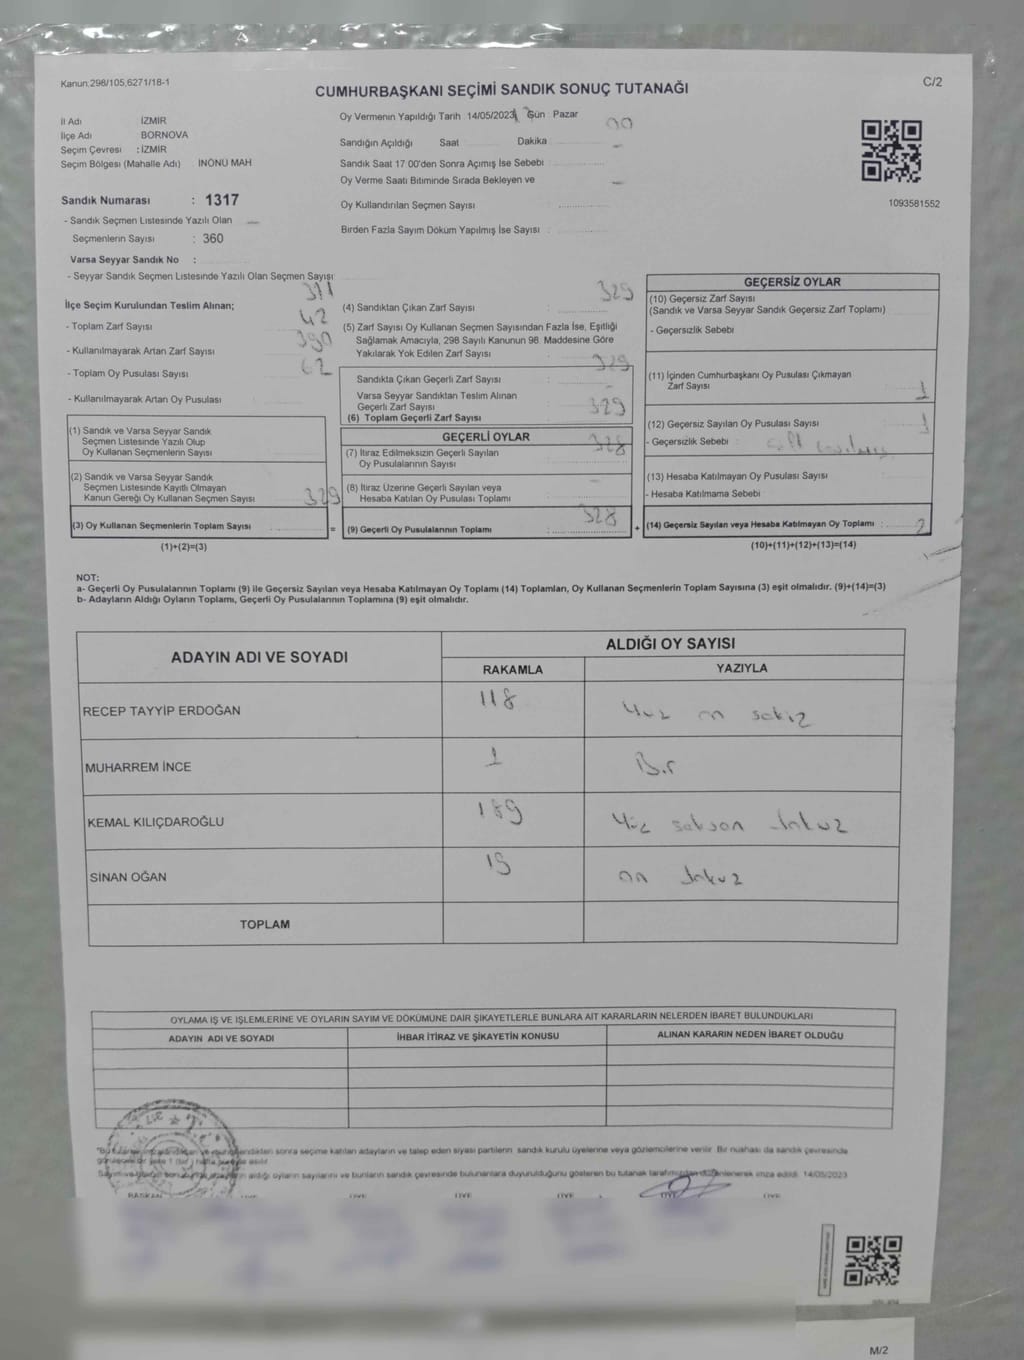 Kanun:298/105,6271/18-1
C/2
CUMHURBAŞKANI SEÇİMİ SANDIK SONUÇ TUTANAĞI
İl Adı İZMİR
İlçe Adı BORNOVA
Seçim Çevresi : İZMİR
Seçim Bölgesi (Mahalle Adı) . İNÖNÜ MAH
Sandık Numarası : 1317
- Sandık Seçmen Listesinde Yazılı Olan
Seçmenlerin Sayısı : 360
Varsa Seyyar Sandık No :
- Seyyar Sandık Seçmen Listesinde Yazılı Olan Seçmen Sayısı:
Oy Vermenin Yapıldığı Tarih 14/05/2023 Gün : Pazar
Sandığın Açıldığı Saat Dakika 00
Sandık Saat 17 00'den Sonra Açımış İse Sebebi
Oy Verme Saati Bitiminde Sırada Bekleyen ve
Oy Kullandırılan Seçmen Sayısı
Birden Fazla Sayım Döküm Yapılmış İse Sayısı
1093581552
İlçe Seçim Kurulundan Teslim Alınan;
- Toplam Zarf Sayısı
- Kullanılmayarak Artan Zarf Sayısı 42
- Toplam Oy Pusulası Sayısı 390
- Kullanılmayarak Artan Oy Pusulası 62
(1) Sandık ve Varsa Seyyar Sandık
Seçmen Listesinde Yazılı Olup
Oy Kullanan Seçmenlerin Sayısı
(2) Sandık ve Varsa Seyyar Sandık
Seçmen Listesinde Kayıtlı Olmayan
Kanun Gereği Oy Kullanan Seçmen Sayısı
(3) Oy Kullanan Seçmenlerin Toplam Sayısı 329
(1)+(2)=(3)
(4) Sandıktan Çıkan Zarf Sayısı 329
(5) Zarf Sayısı Oy Kullanan Seçmen Sayısından Fazla İse, Eşitliği
Sağlamak Amacıyla, 298 Sayılı Kanunun 98. Maddesine Göre
Yakılarak Yok Edilen Zarf Sayısı
Sandıkta Çıkan Geçerli Zarf Sayısı 329
Varsa Seyyar Sandıktan Teslim Alınan
Geçerli Zarf Sayısı
(6) Toplam Geçerli Zarf Sayısı 329
GEÇERLİ OYLAR
(7) İtiraz Edilmeksizin Geçerli Sayılan
Oy Pusulalarının Sayısı 328
(8) İtiraz Üzerine Geçerli Sayılan veya
Hesaba Katılan Oy Pusulası Toplamı
= (9) Geçerli Oy Pusulalarının Toplamı 328 +
GEÇERSİZ OYLAR
(10) Geçersiz Zarf Sayısı
(Sandık ve Varsa Seyyar Sandık Geçersiz Zarf Toplamı)
- Geçersizlik Sebebi
(11) İçinden Cumhurbaşkanı Oy Pusulası Çıkmayan
Zarf Sayısı 1
(12) Geçersiz Sayılan Oy Pusulası Sayısı 1
- Geçersizlik Sebebi
(13) Hesaba Katılmayan Oy Pusulası Sayısı
- Hesaba Katılmama Sebebi
(14) Geçersiz Sayılan veya Hesaba Katılmayan Oy Toplamı : 2
(10)+(11)+(12)+(13)=(14)
NOT:
a- Geçerli Oy Pusulalarının Toplamı (9) ile Geçersiz Sayılan veya Hesaba Katılmayan Oy Toplamı (14) Toplamları, Oy Kullanan Seçmenlerin Toplam Sayısına (3) eşit olmalıdır. (9)+(14)=(3)
b- Adayların Aldığı Oyların Toplamı, Geçerli Oy Pusulalarının Toplamına (9) eşit olmalıdır.
ADAYIN ADI VE SOYADI ALDIĞI OY SAYISI
RAKAMLA YAZIYLA
RECEP TAYYİP ERDOĞAN 118 Yüz on sekiz
MUHARREM İNCE 1 Bir
KEMAL KILIÇDAROĞLU 189 Yüz seksen dokuz
SİNAN OĞAN 19 on dokuz
TOPLAM
OYLAMA İŞ VE İŞLEMLERİNE VE OYLARIN SAYIM VE DÖKÜMÜNE DAİR ŞİKAYETLERLE BUNLARA AİT KARARLARIN NELERDEN İBARET BULUNDUKLARI
ADAYIN ADI VE SOYADI İHBAR İTİRAZ VE ŞİKAYETİN KONUSU ALINAN KARARIN NEDEN İBARET OLDUĞU
sonra seçime katılan adayların ve talep eden siyasi partilerin sandık kurulu üyelerine veya gözlemcilerine verilir. Bir nüshası da sandık çevresinde
aldığı oyların sayılarını ve bunların sandık çevresinde bulunanlara duyurulduğunu gösteren bu tutanak tarafımızdan düzenlenerek imza edildi. 14/05/2023
BAŞKAN ÜYE ÜYE ÜYE ÜYE ÜYE
M/2